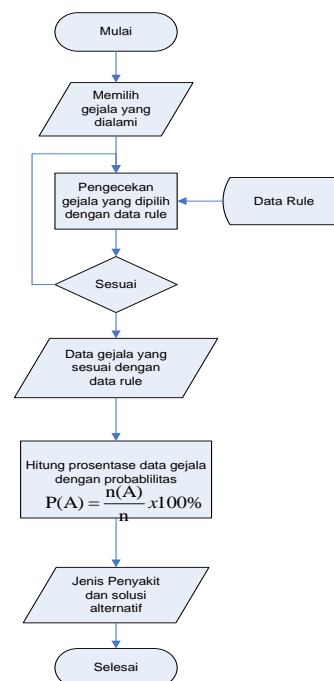 Mulai
Memilih
gejala yang
dialami
Pengecekan
gejala yang dipilih
dengan data rule
Data Rule
Sesuai
Data gejala yang
sesuai dengan
data rule
Hitung prosentase data gejala
dengan probablilitas
P(A) = n(A)/n x100%
Jenis Penyakit
dan solusi
alternatif
Selesai